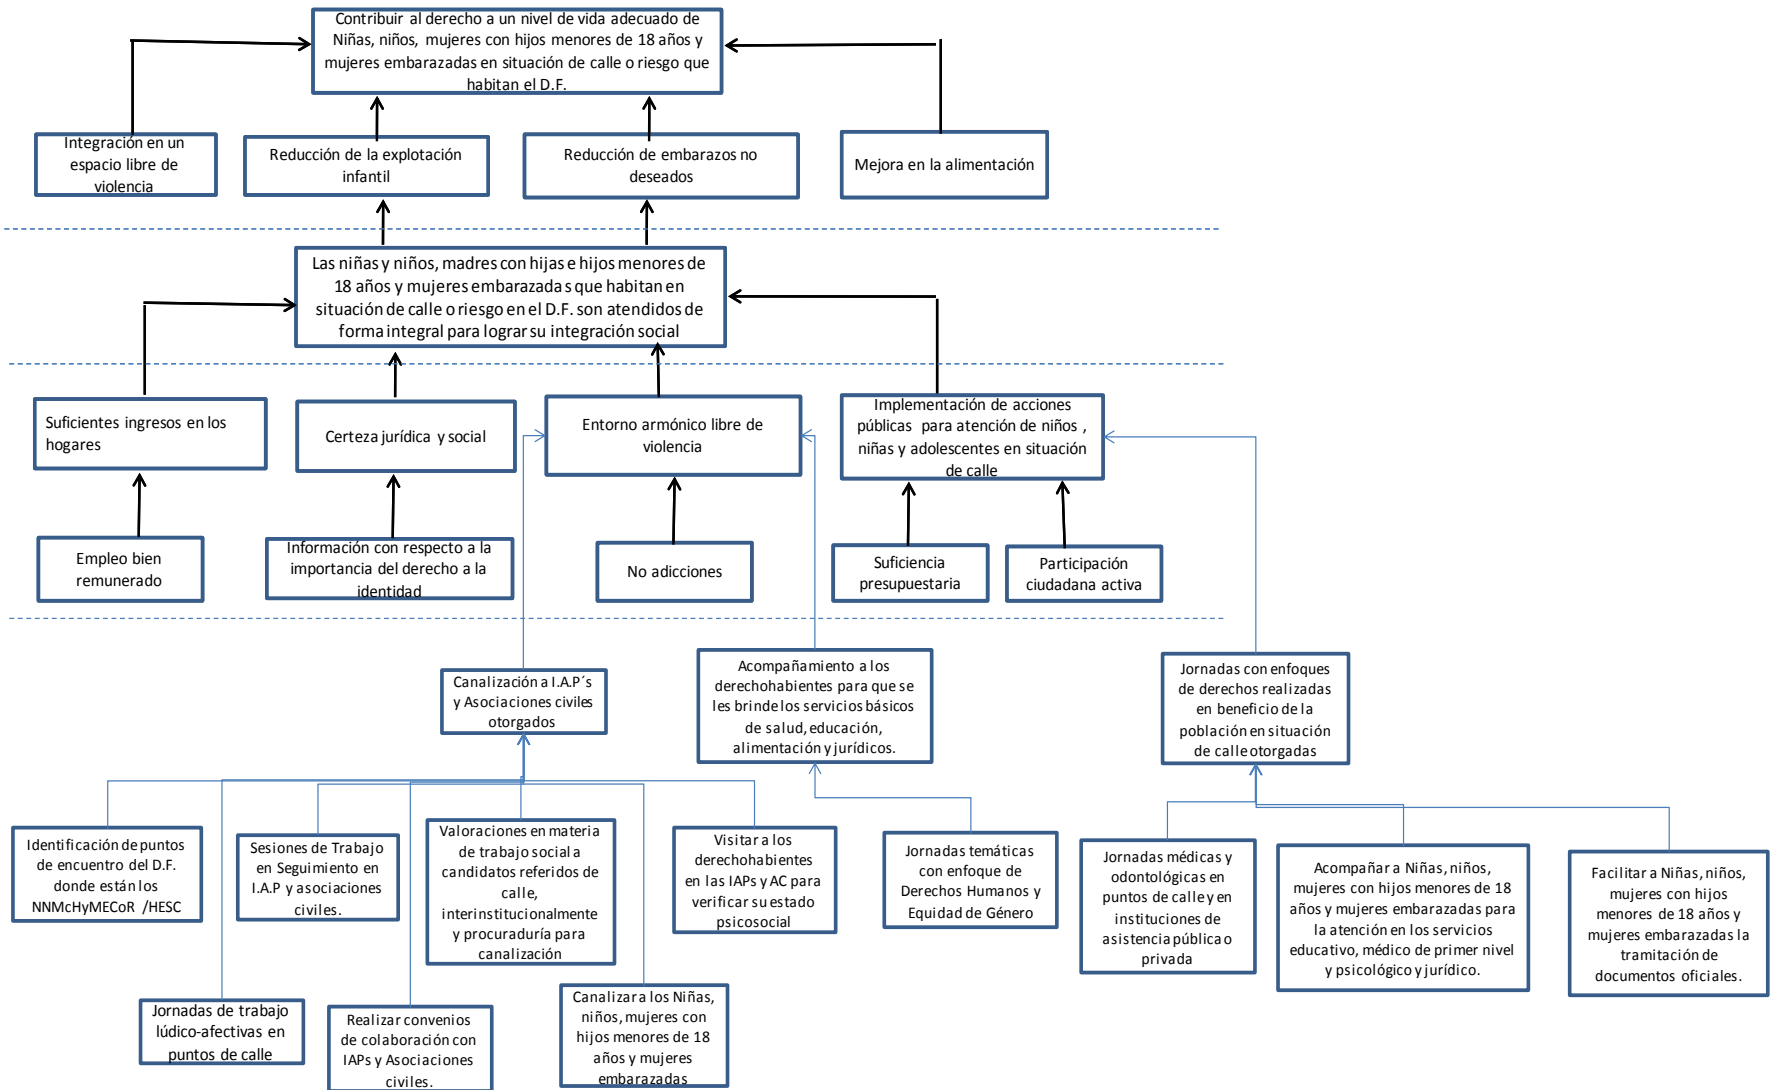 Contribuir al derecho a un nivel de vida adecuado de
Niñas, niños, mujeres con hijos menores de 18 años y
mujeres embarazadas en situación de calle o riesgo que
habitan el D.F.
Integración en un
espacio libre de
violencia
Reducción de la explotación
infantil
Reducción de embarazos no
deseados
Mejora en la alimentación
Las niñas y niños, madres con hijas e hijos menores de
18 años y mujeres embarazadas que habitan en
situación de calle o riesgo en el D.F. son atendidos de
forma integral para lograr su integración social
Suficientes ingresos en los
hogares
Certeza jurídica y social
Entorno armónico libre de
violencia
Implementación de acciones
públicas para atención de niños ,
niñas y adolescentes en situación
de calle
Empleo bien
remunerado
Información con respecto a la
importancia del derecho a la
identidad
No adicciones
Suficiencia
presupuestaria
Participación
ciudadana activa
Canalización a I.A.P´s
y Asociaciones civiles
otorgados
Acompañamiento a los
derechohabientes para que se
les brinde los servicios básicos
de salud, educación,
alimentación y jurídicos.
Jornadas con enfoques
de derechos realizadas
en beneficio de la
población en situación
de calle otorgadas
Identificación de puntos
de encuentro del D.F.
donde están los
NNMcHyMECoR /HESC
Sesiones de Trabajo
en Seguimiento en
I.A.P y asociaciones
civiles.
Valoraciones en materia
de trabajo social a
candidatos referidos de
calle,
interinstitucionalmente
y procuraduría para
canalización
Visitar a los
derechohabientes
en las IAPs y AC para
verificar su estado
psicosocial
Jornadas temáticas
con enfoque de
Derechos Humanos y
Equidad de Género
Jornadas médicas y
odontológicas en
puntos de calle y en
instituciones de
asistencia pública o
privada
Acompañar a Niñas, niños,
mujeres con hijos menores de 18
años y mujeres embarazadas para
la atención en los servicios
educativo, médico de primer nivel
y psicológico y jurídico.
Facilitar a Niñas, niños,
mujeres con hijos
menores de 18 años y
mujeres embarazadas la
tramitación de
documentos oficiales.
Jornadas de trabajo
lúdico-afectivas en
puntos de calle
Realizar convenios
de colaboración con
IAPs y Asociaciones
civiles.
Canalizar a los Niñas,
niños, mujeres con
hijos menores de 18
años y mujeres
embarazadas